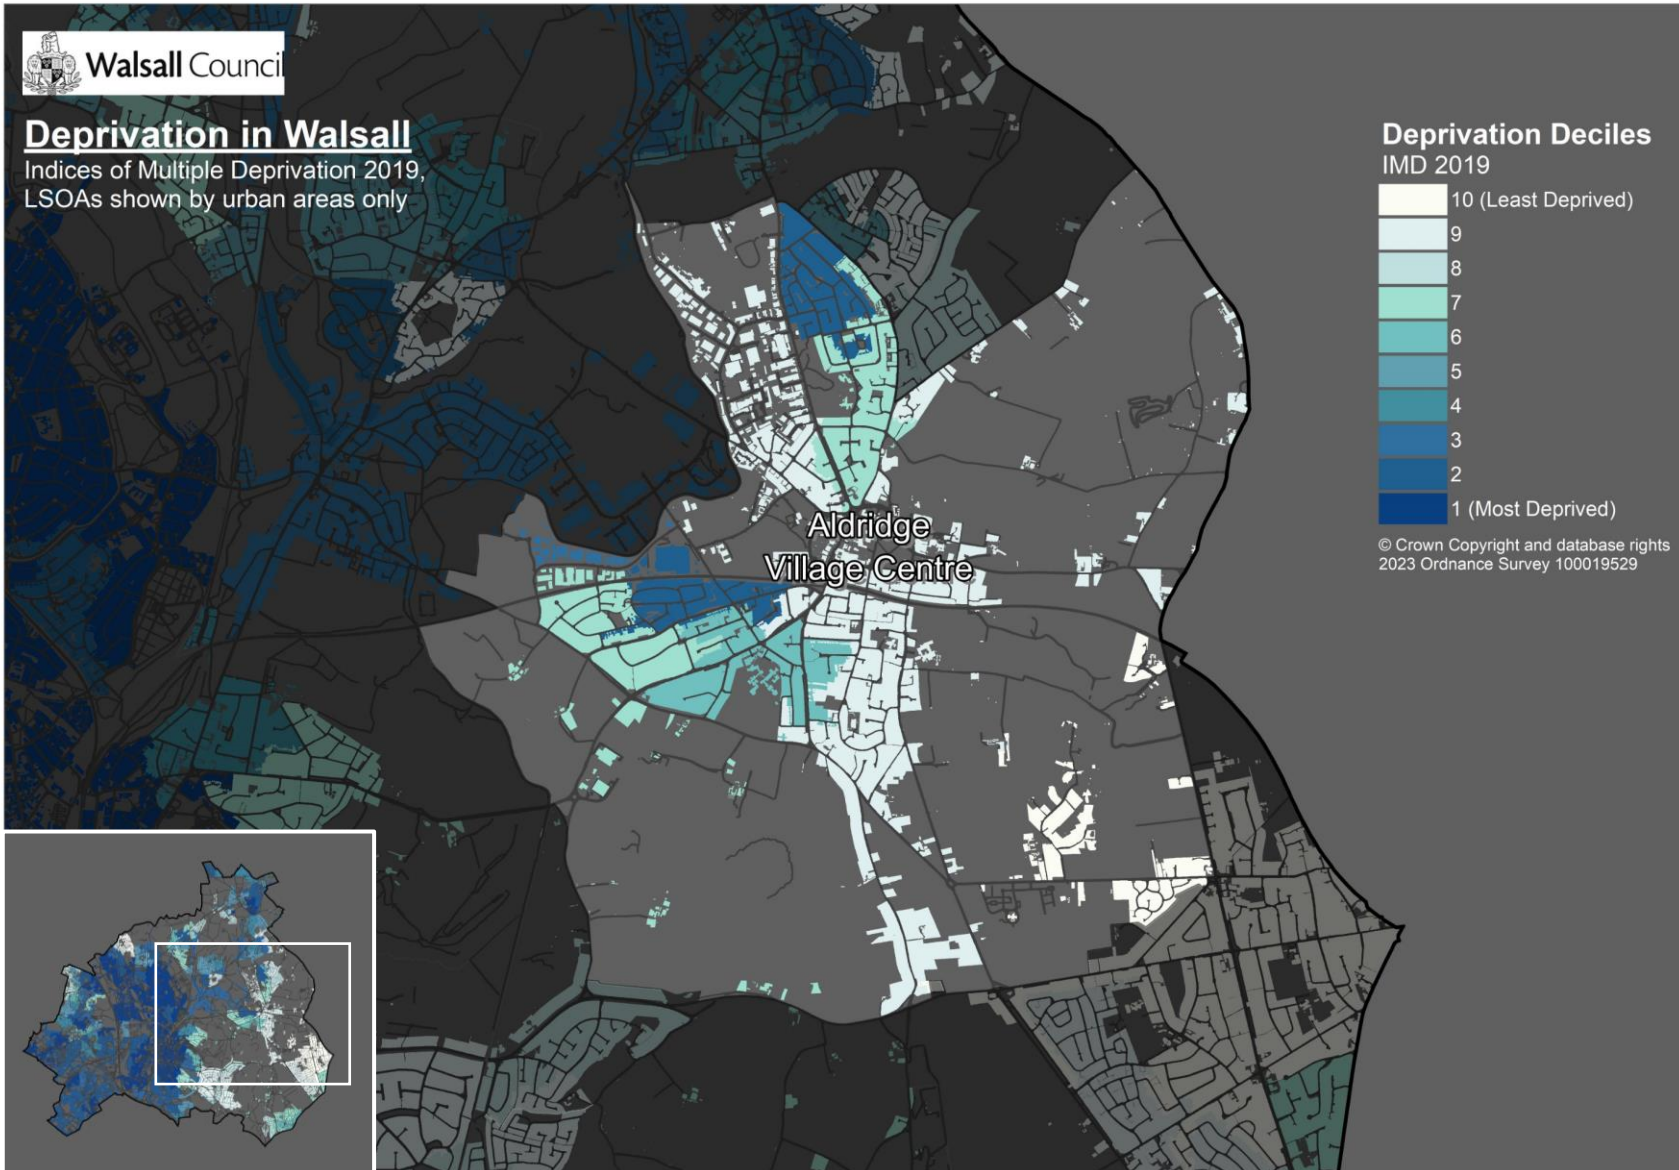 Walsall Council
Deprivation in Walsall
Indices of Multiple Deprivation 2019,
LSOAs shown by urban areas only
Deprivation Deciles
IMD 2019
10 (Least Deprived)
9
8
7
6
5
4
3
2
1 (Most Deprived)
© Crown Copyright and database rights
2023 Ordnance Survey 100019529
Aldridge
Village Centre